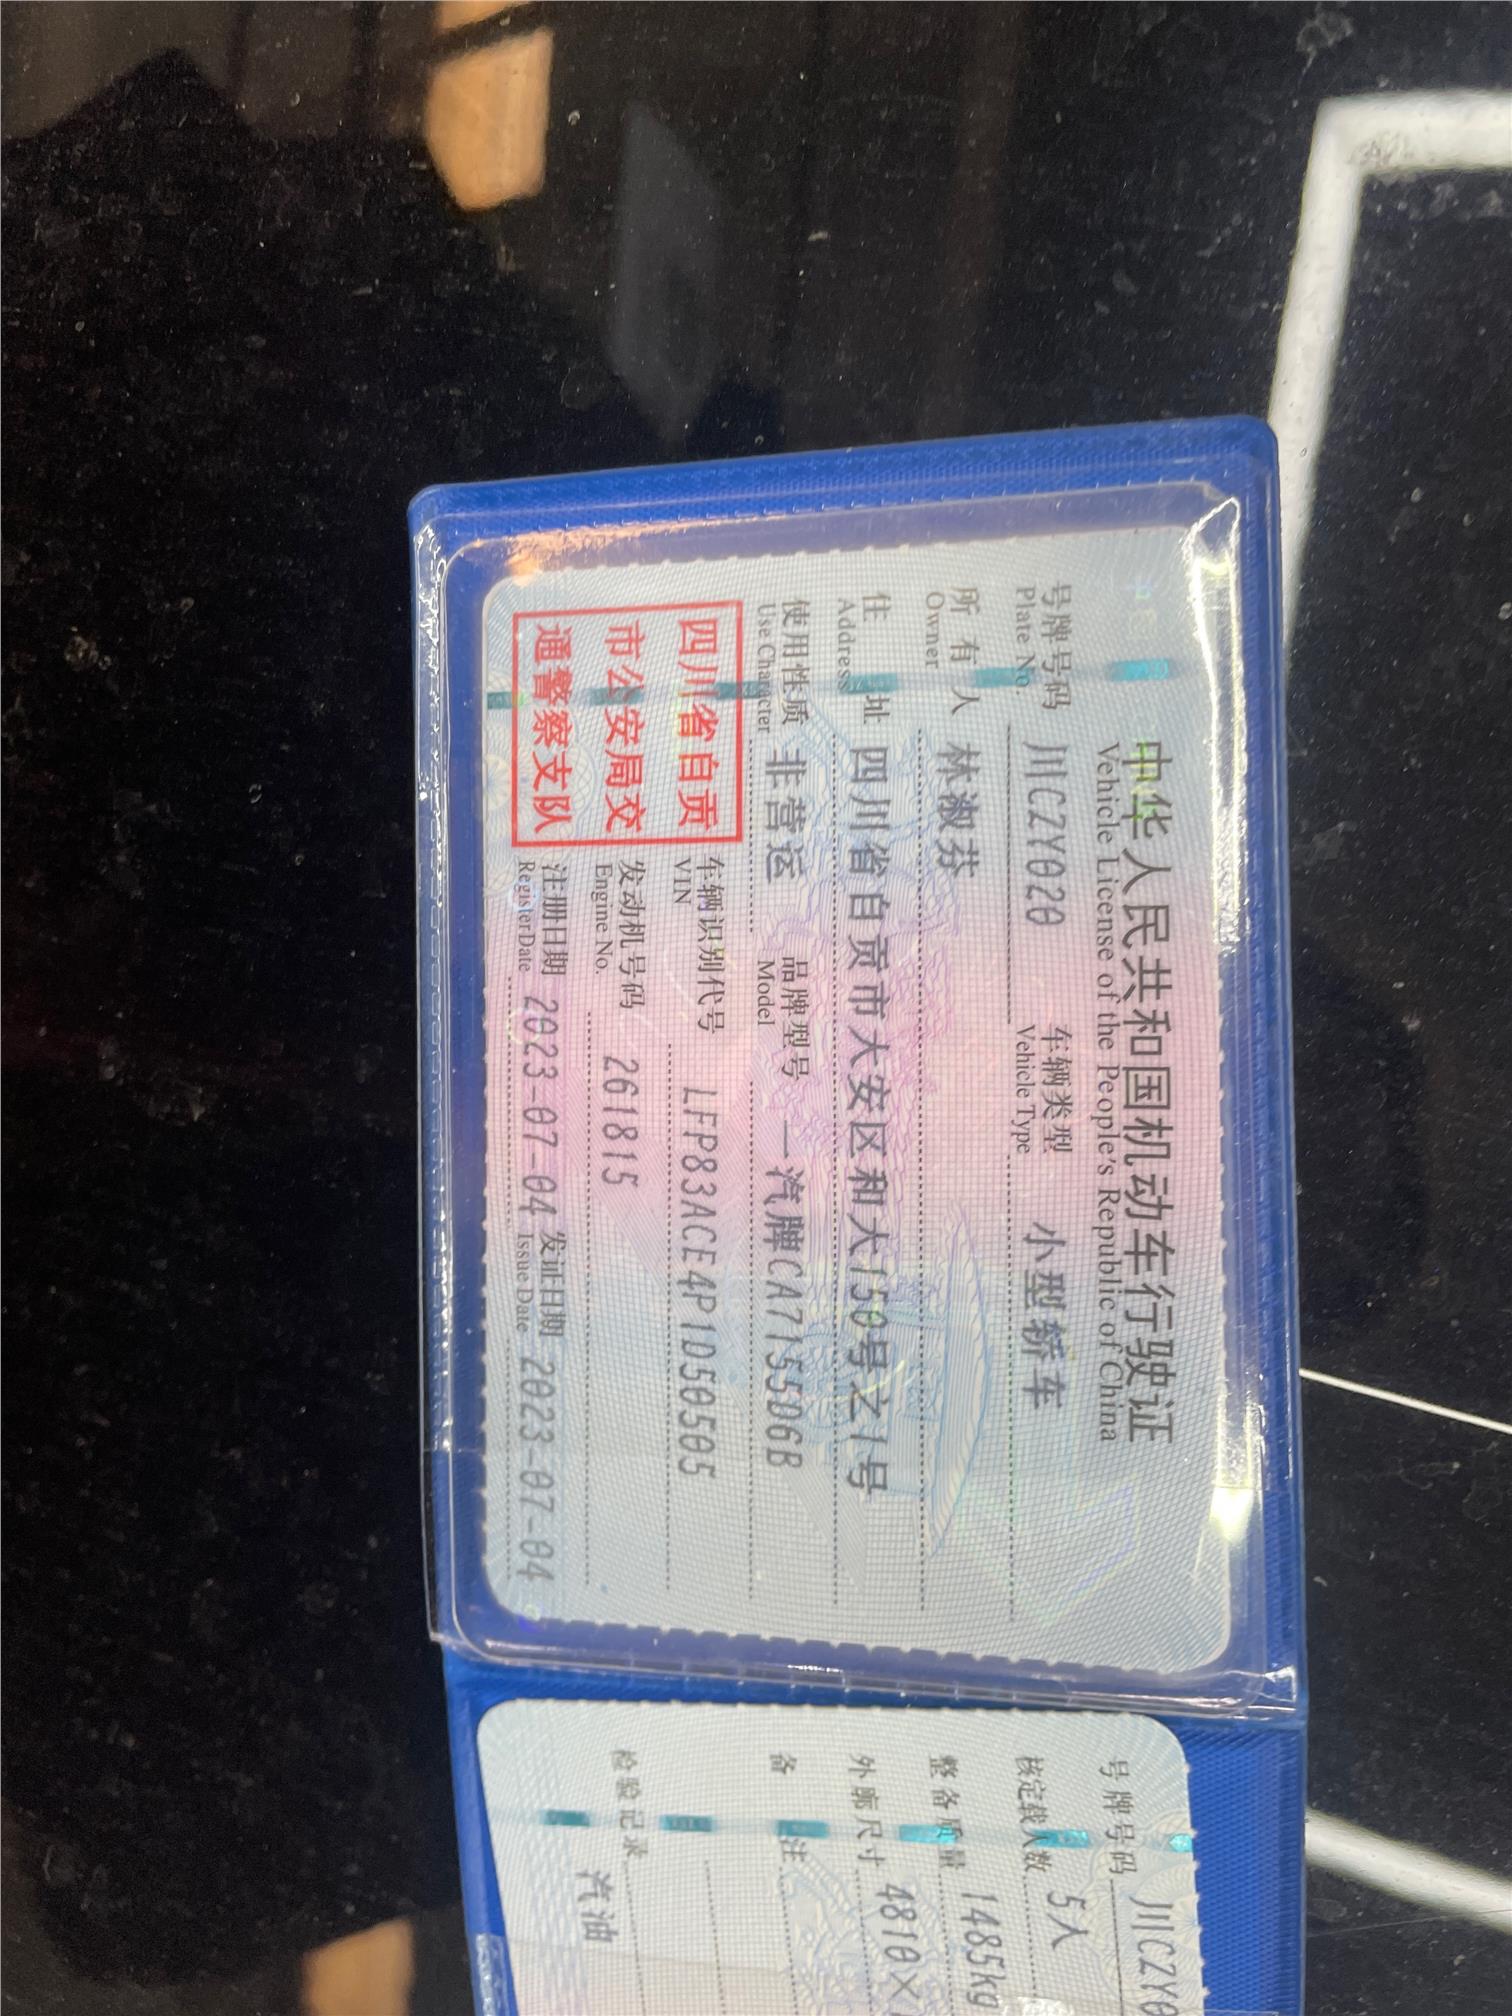 中华人民共和国机动车行驶证
Vehicle License of the People's Republic of China
号牌号码 川CZY020 车辆类型 小型轿车
Plate No. Vehicle Type
所有人 林淑芬
Owner
住址 四川省自贡市大安区和大150号之1号
Address
使用性质 非营运 品牌型号 一汽牌CA7155D6B
Use Character Model
四川省自贡
市公安局交
通警察支队
车辆识别代号 LFP83ACE4P1D50505
VIN
发动机号码 261815
Engine No.
注册日期 2023-07-04 发证日期 2023-07-04
Register Date Issue Date
号牌号码 川CZY0
核定载人数 5人
整备质量 1485kg
外廓尺寸 4810×
备注
检验记录 汽油